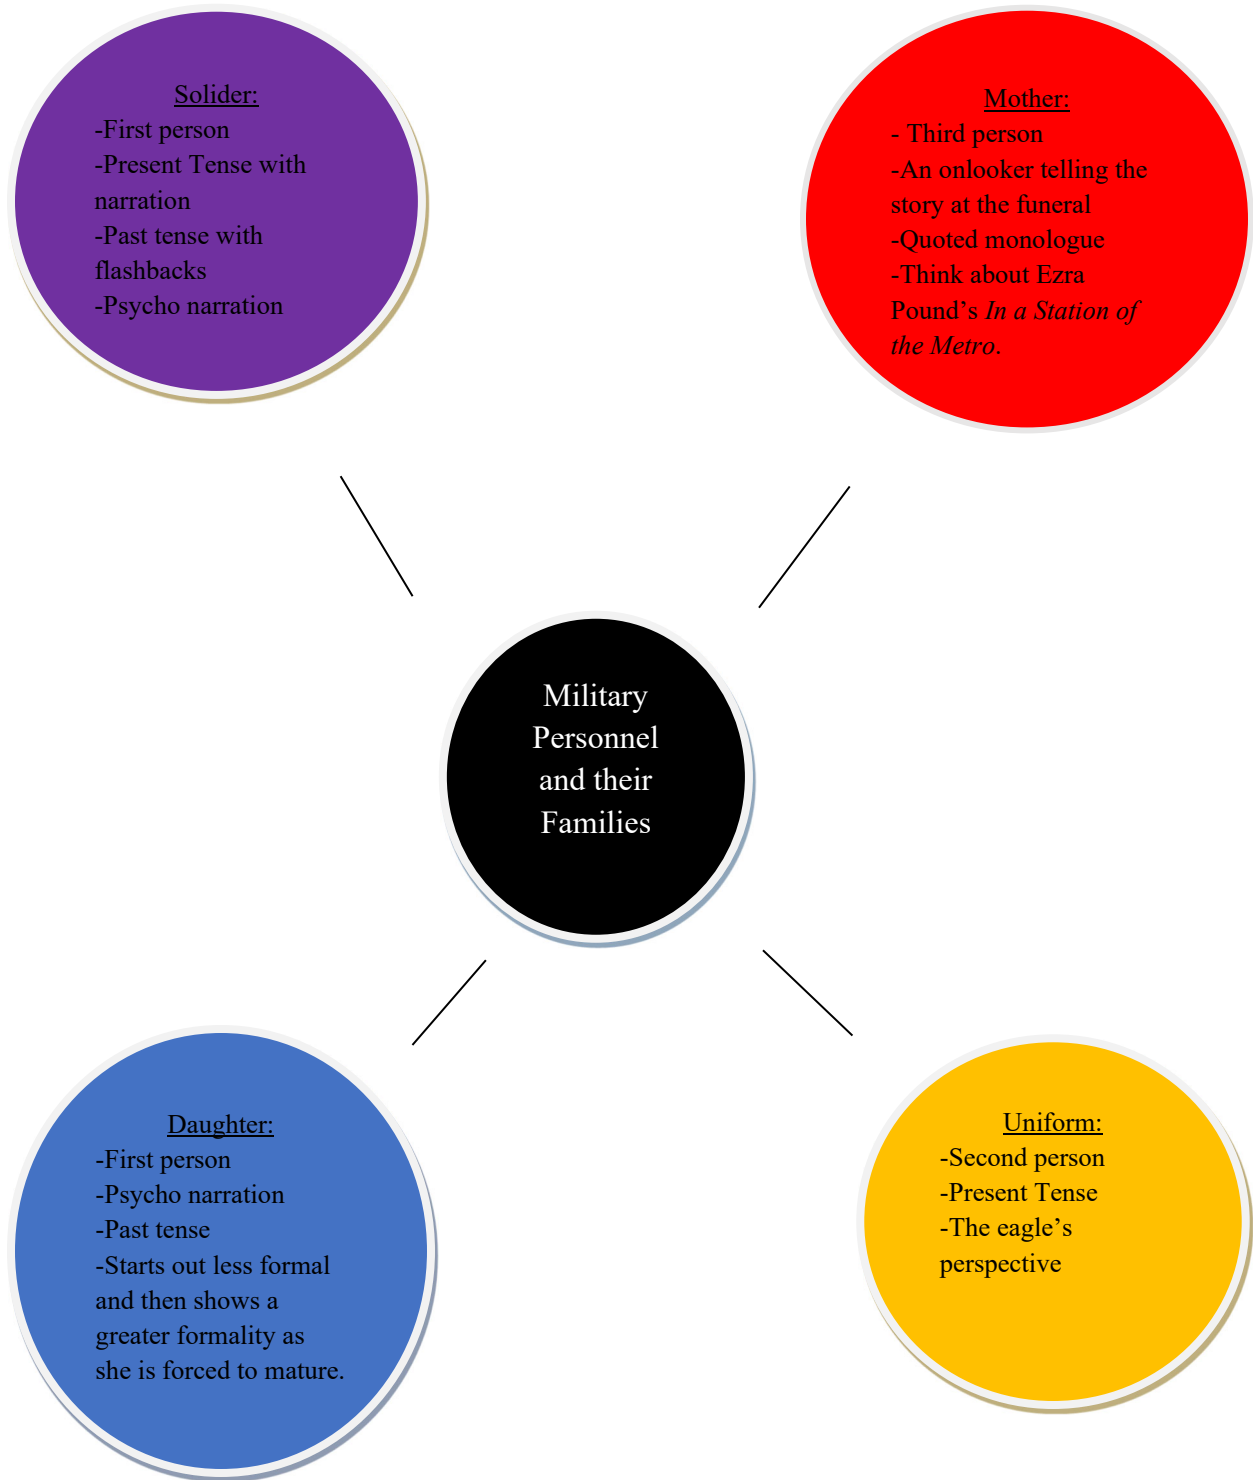 Solider:
-First person
-Present Tense with
narration
-Past tense with
flashbacks
-Psycho narration
Mother:
- Third person
-An onlooker telling the
story at the funeral
-Quoted monologue
-Think about Ezra
Pound’s In a Station of
the Metro.
Military
Personnel
and their
Families
Daughter:
-First person
-Psycho narration
-Past tense
-Starts out less formal
and then shows a
greater formality as
she is forced to mature.
Uniform:
-Second person
-Present Tense
-The eagle’s
perspective